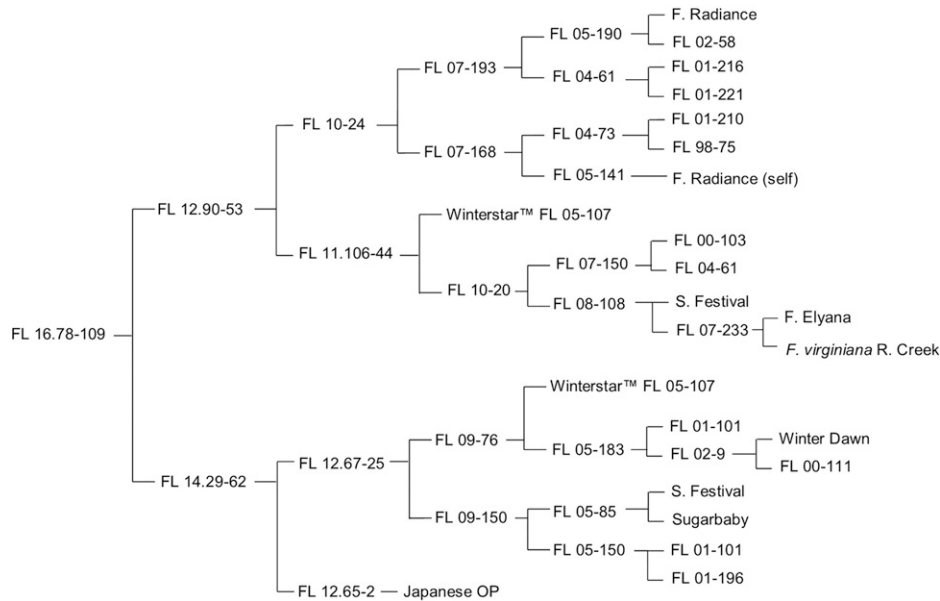 F. Radiance
FL 05-190
FL 02-58
FL 07-193
FL 01-216
FL 04-61
FL 01-221
FL 10-24
FL 01-210
FL 04-73
FL 07-168
FL 98-75
FL 05-141
F. Radiance (self)
FL 12.90-53
Winterstar™ FL 05-107
FL 11.106-44
FL 00-103
FL 07-150
FL 04-61
FL 10-20
S. Festival
FL 08-108
F. Elyana
FL 07-233
FL 16.78-109
F. virginiana R. Creek
Winterstar™ FL 05-107
FL 01-101
FL 09-76
Winter Dawn
FL 05-183
FL 02-9
FL 12.67-25
FL 00-111
FL 14.29-62
S. Festival
FL 05-85
FL 09-150
Sugarbaby
FL 05-150
FL 01-101
FL 01-196
FL 12.65-2
Japanese OP